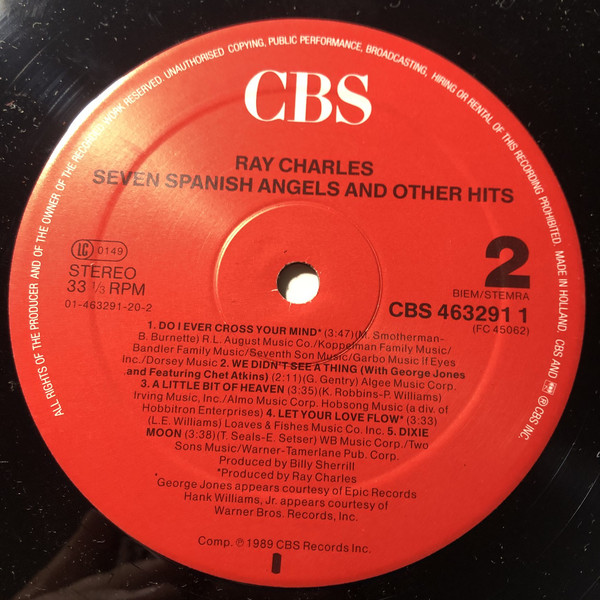 ALL RIGHTS OF THE PRODUCER AND OF THE OWNER OF THE RECORDED WORK RESERVED. UNAUTHORISED COPYING, PUBLIC PERFORMANCE, BROADCASTING, HIRING OR RENTAL OF THIS RECORDING PROHIBITED. MADE IN HOLLAND. CBS AND ARE ® CBS INC.
CBS
RAY CHARLES
SEVEN SPANISH ANGELS AND OTHER HITS
LC 0149
STEREO
33 1/3 RPM
01-463291-20-2
2
BIEM/STEMRA
CBS 463291 1
(FC 45062)
1. DO I EVER CROSS YOUR MIND* (3:47)(M. Smotherman-
B. Burnette) R.L. August Music Co./Koppelman Family Music/
Bandier Family Music/Seventh Son Music/Garbo Music If Eyes
Inc./Dorsey Music 2. WE DIDN'T SEE A THING (With George Jones
and Featuring Chet Atkins) (2:11)(G. Gentry) Algee Music Corp.
3. A LITTLE BIT OF HEAVEN (3:35)(K. Robbins-P. Williams)
Irving Music, Inc./Almo Music Corp. Hobsong Music (a div. of
Hobbitron Enterprises) 4. LET YOUR LOVE FLOW* (3:33)
(L.E. Williams) Loaves & Fishes Music Co. Inc. 5. DIXIE
MOON (3:38)(T. Seals-E. Setser) WB Music Corp./Two
Sons Music/Warner-Tamerlane Pub. Corp.
Produced by Billy Sherrill
*Produced by Ray Charles
George Jones appears courtesy of Epic Records
Hank Williams, Jr. appears courtesy of
Warner Bros. Records, Inc.
Comp. ℗ 1989 CBS Records Inc.